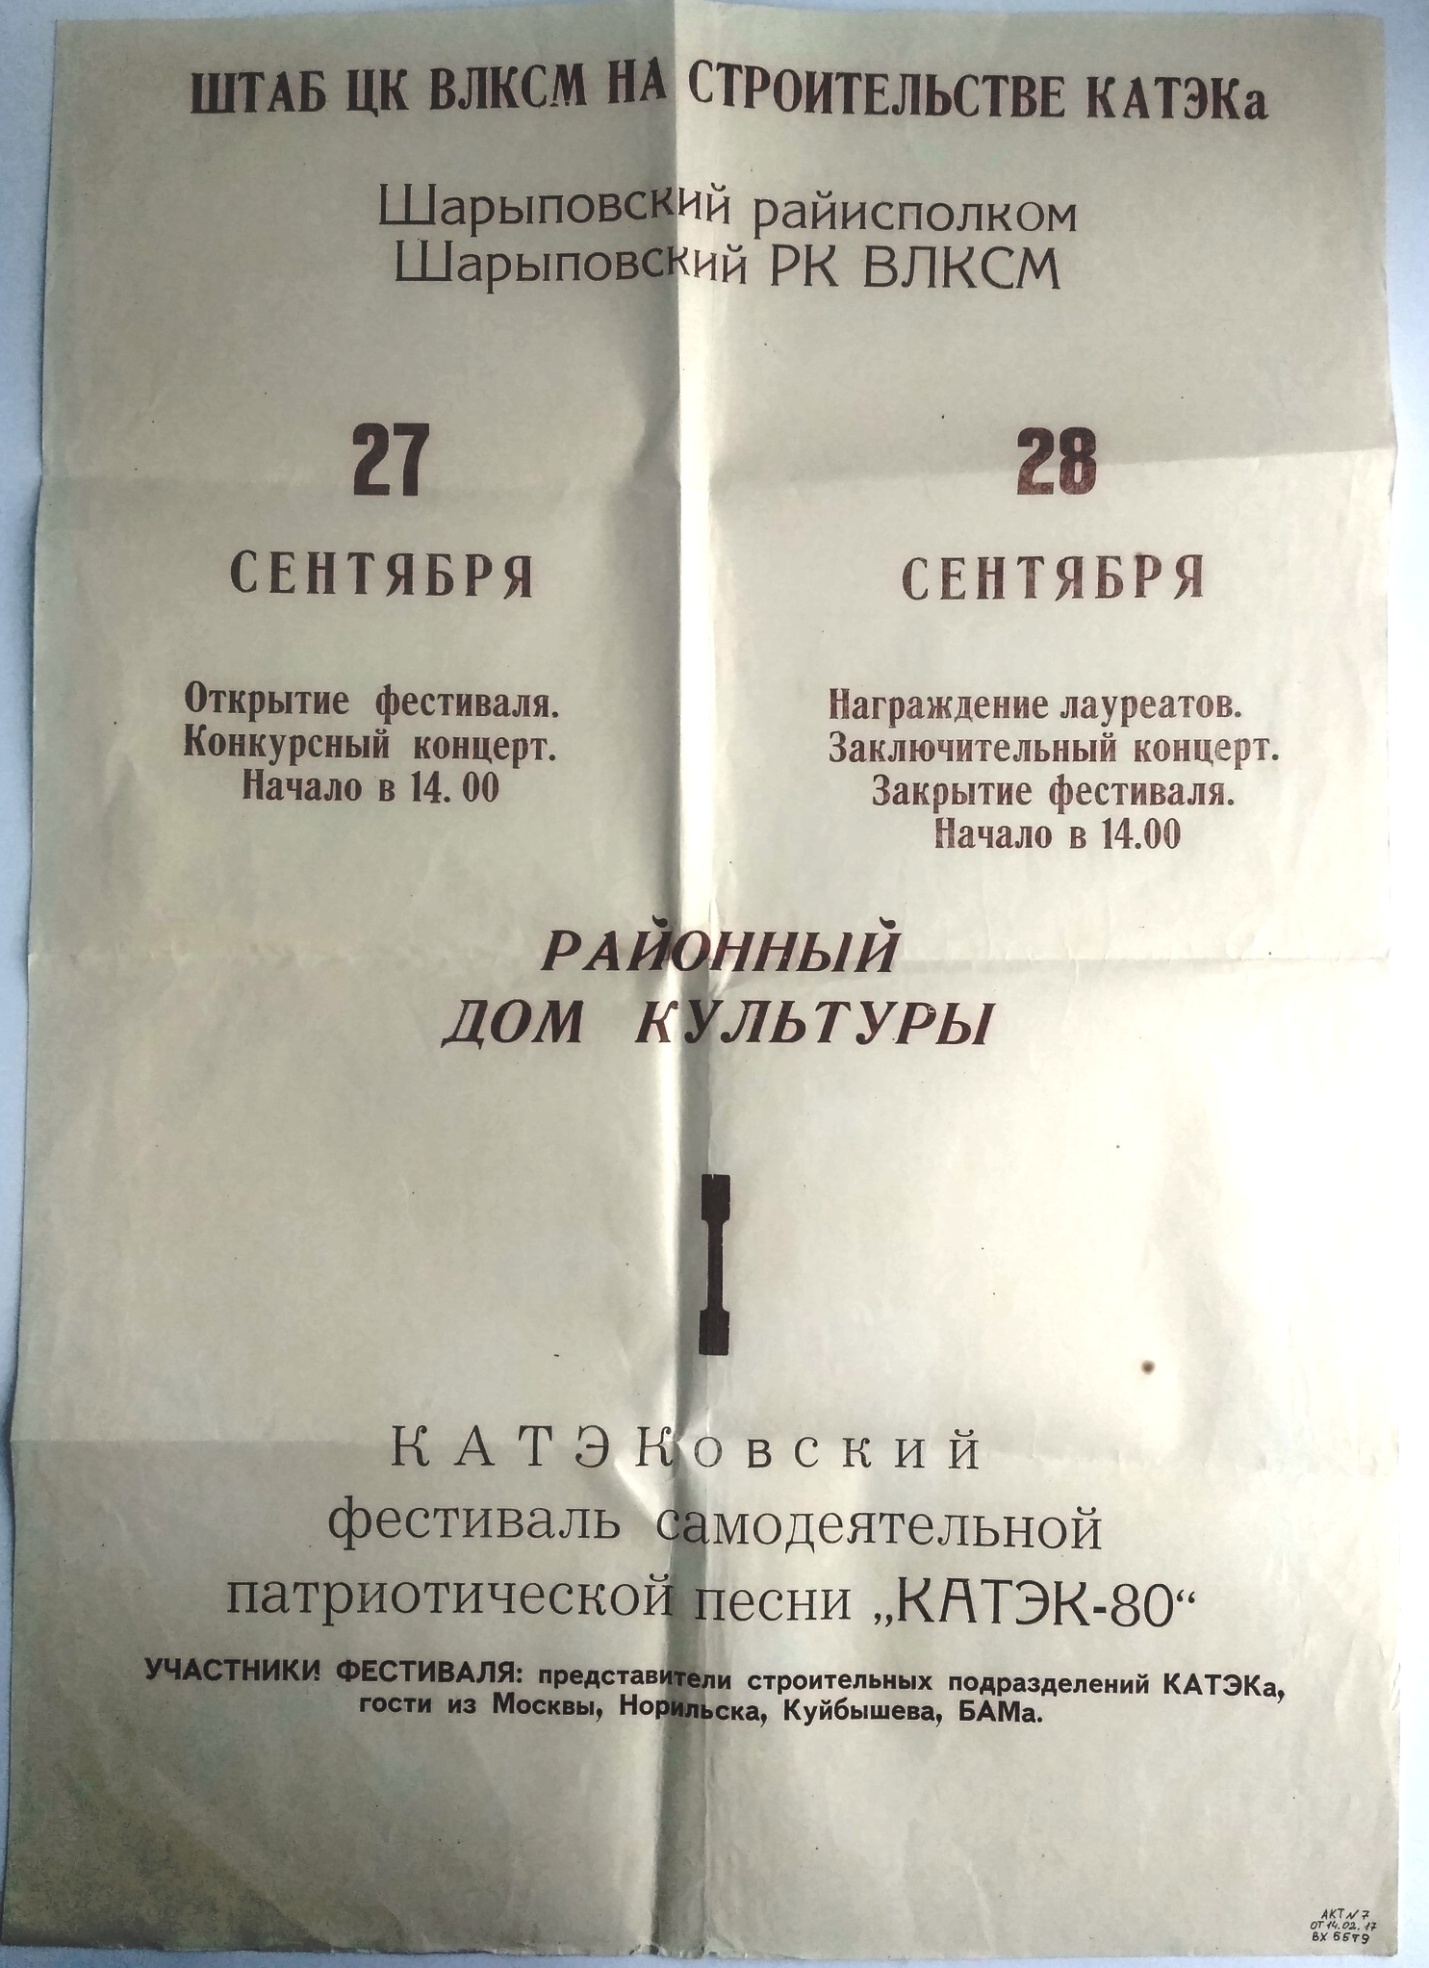 ШТАБ ЦК ВЛКСМ НА СТРОИТЕЛЬСТВЕ КАТЭКа
Шарыповский райисполком
Шарыповский РК ВЛКСМ
27
СЕНТЯБРЯ
Открытие фестиваля.
Конкурсный концерт.
Начало в 14.00
28
СЕНТЯБРЯ
Награждение лауреатов.
Заключительный концерт.
Закрытие фестиваля.
Начало в 14.00
РАЙОННЫЙ
ДОМ КУЛЬТУРЫ
I
КАТЭКовский
фестиваль самодеятельной
патриотической песни „КАТЭК-80“
УЧАСТНИКИ ФЕСТИВАЛЯ: представители строительных подразделений КАТЭКа,
гости из Москвы, Норильска, Куйбышева, БАМа.
АКТ N 7
ОТ 14.02.17
ВХ 5579